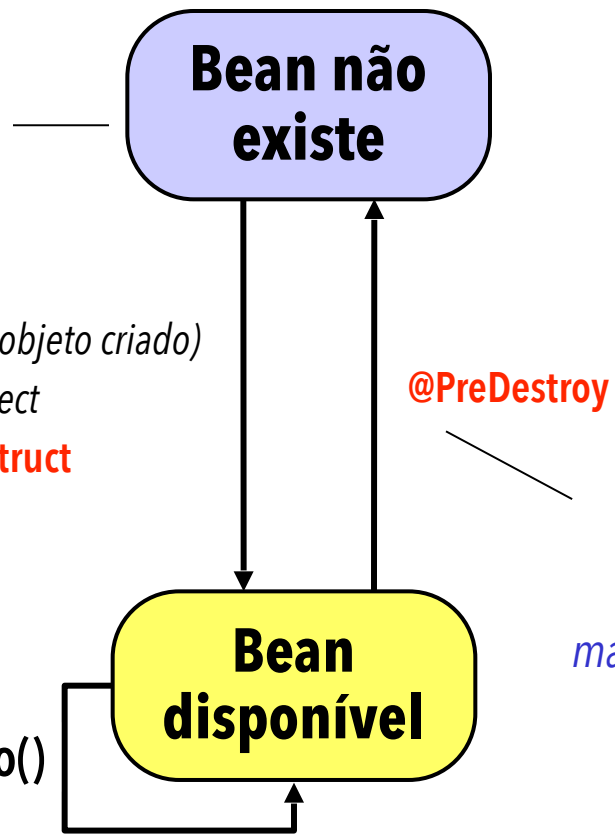 Bean não
existe
objeto criado)
ect
truct
@PreDestroy
Bean
disponível
ma
o()